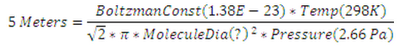 5 Meters = BoltzmanConst(1.38E − 23) ∗ Temp(298K)
√2 ∗ π ∗ MoleculeDia(?)² ∗ Pressure(2.66 Pa)